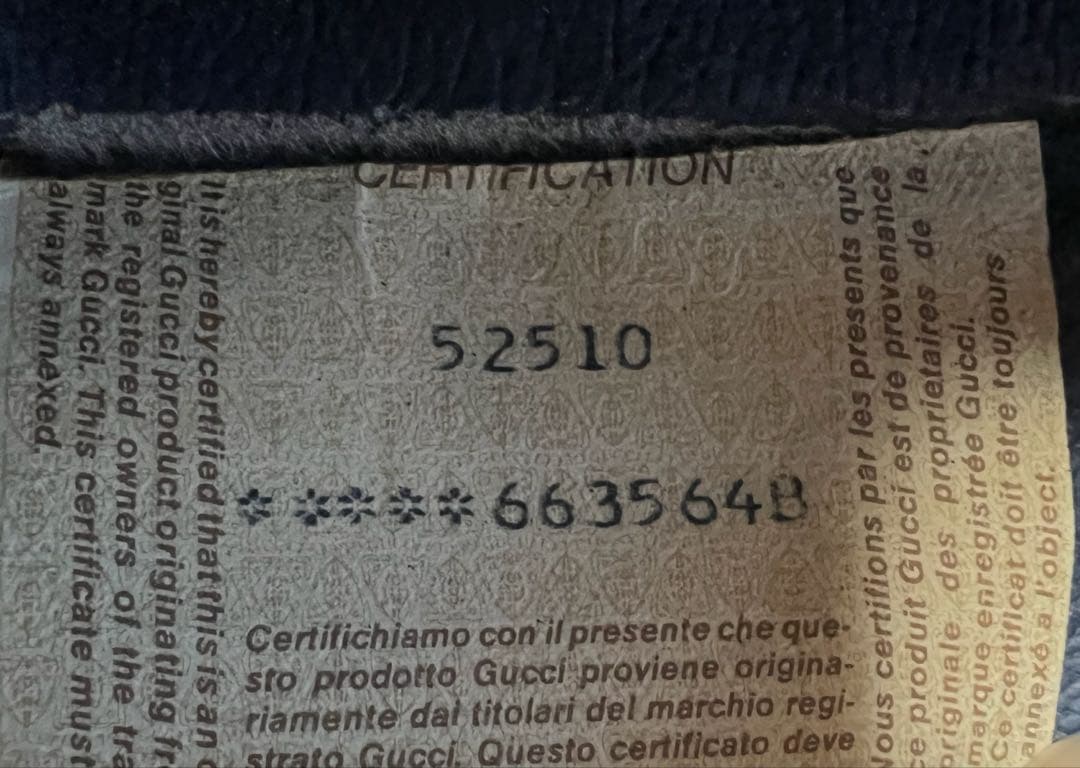 CERTIFICATION
52510
*****663564B
Certifichiamo con il presente che que-
sto prodotto Gucci proviene origina-
riamente dai titolari del marchio regi-
strato Gucci. Questo certificato deve
It is hereby certified that this is an
ginal Gucci product originating
the registered owners of the
mark Gucci. This certificate must
always annexed.
Nous certifions par les presents que
ce produit Gucci est de provenance
originale des proprietaires de la
marque enregistrée Gucci.
Ce certificat doit être toujours
annexé a l'object.